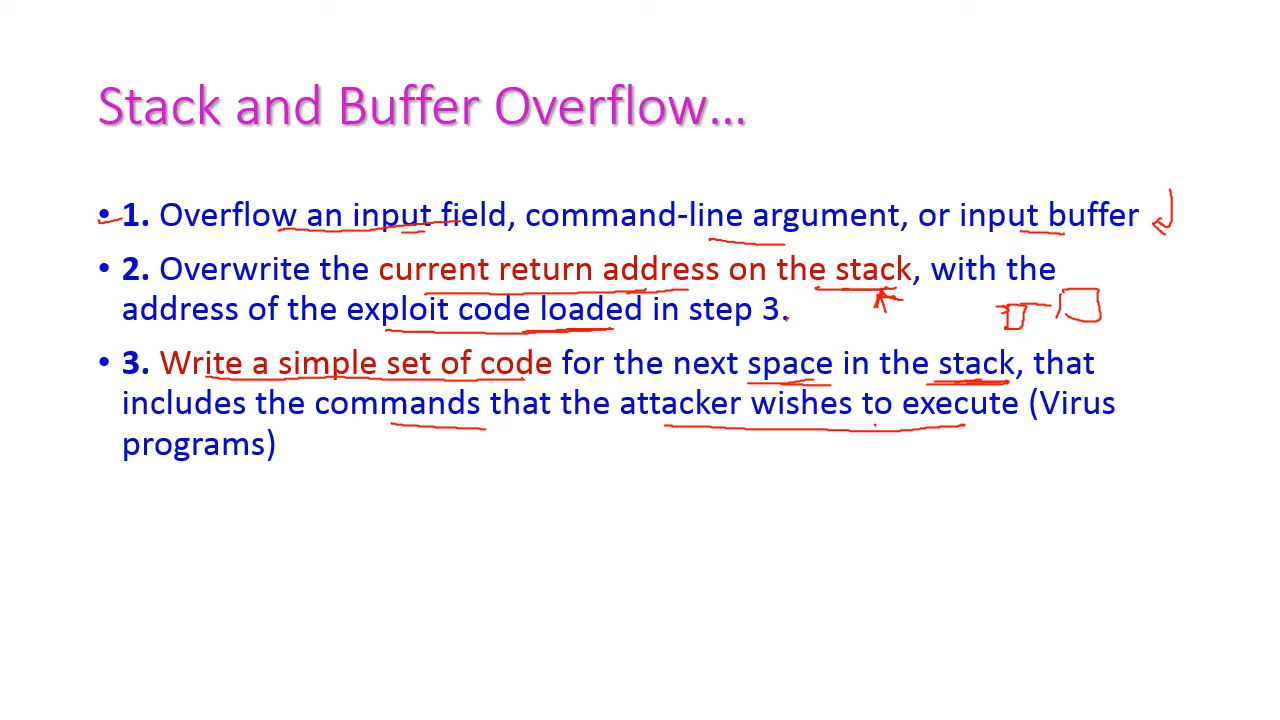 Stack and Buffer Overflow...
• 1. Overflow an input field, command-line argument, or input buffer
• 2. Overwrite the current return address on the stack, with the
address of the exploit code loaded in step 3.
• 3. Write a simple set of code for the next space in the stack, that
includes the commands that the attacker wishes to execute (Virus
programs)